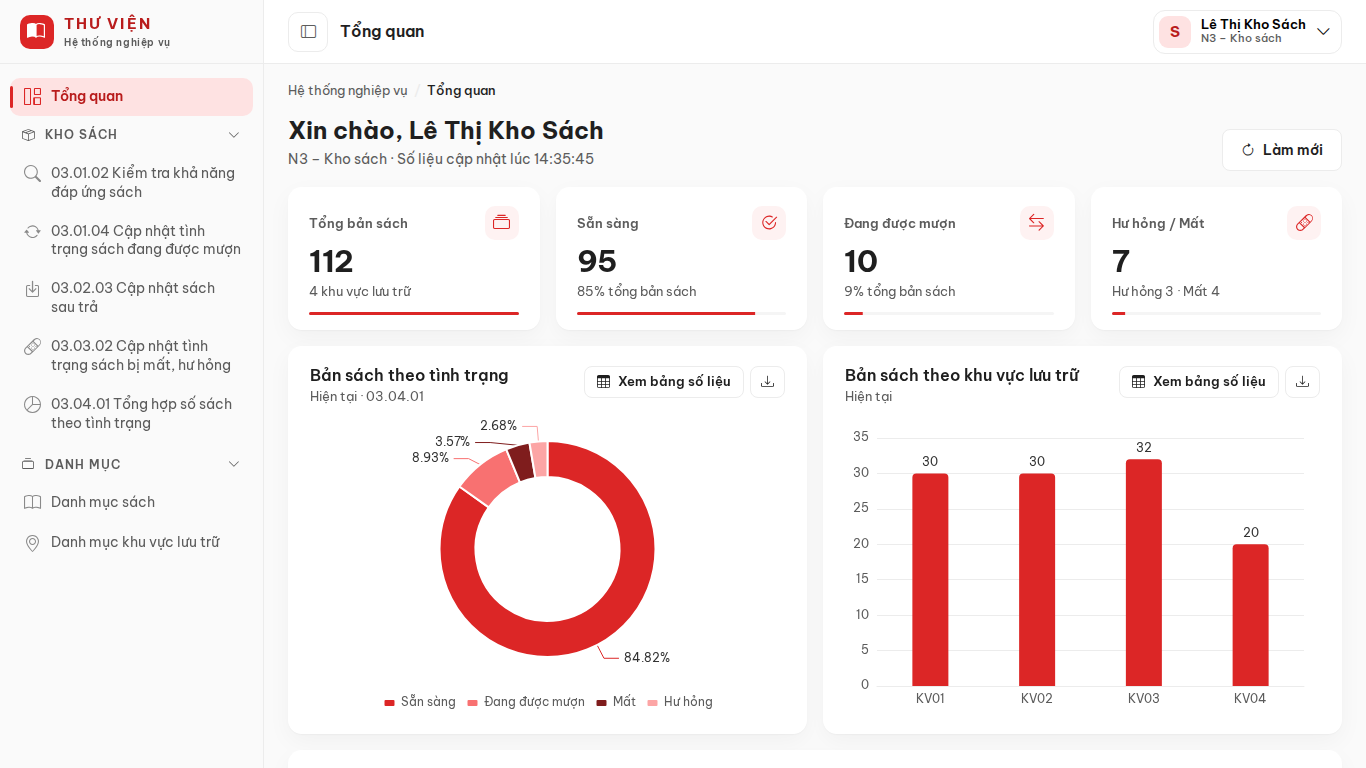 THƯ VIỆN
Hệ thống nghiệp vụ
Tổng quan
KHO SÁCH
03.01.02 Kiểm tra khả năng
đáp ứng sách
03.01.04 Cập nhật tình
trạng sách đang được mượn
03.02.03 Cập nhật sách
sau trả
03.03.02 Cập nhật tình
trạng sách bị mất, hư hỏng
03.04.01 Tổng hợp số sách
theo tình trạng
DANH MỤC
Danh mục sách
Danh mục khu vực lưu trữ
Tổng quan
S
Lê Thị Kho Sách
N3 – Kho sách
Hệ thống nghiệp vụ / Tổng quan
Xin chào, Lê Thị Kho Sách
N3 – Kho sách · Số liệu cập nhật lúc 14:35:45
Làm mới
Tổng bản sách
112
4 khu vực lưu trữ
Sẵn sàng
95
85% tổng bản sách
Đang được mượn
10
9% tổng bản sách
Hư hỏng / Mất
7
Hư hỏng 3 · Mất 4
Bản sách theo tình trạng
Hiện tại · 03.04.01
Xem bảng số liệu
2.68%
3.57%
8.93%
84.82%
Sẵn sàng Đang được mượn Mất Hư hỏng
Bản sách theo khu vực lưu trữ
Hiện tại
Xem bảng số liệu
35
30
25
20
15
10
5
0
30 30 32 20
KV01 KV02 KV03 KV04